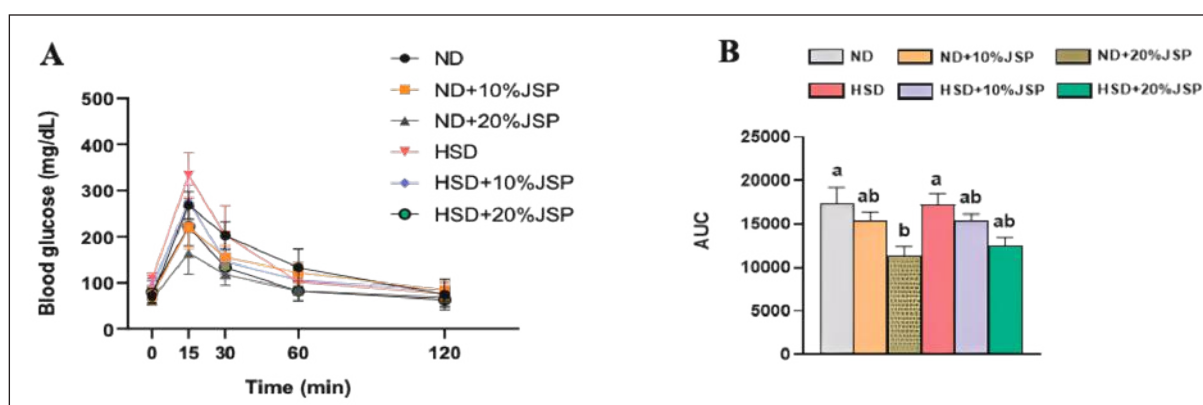 A
ND
ND+10%JSP
ND+20%JSP
HSD
HSD+10%JSP
HSD+20%JSP
500
400
300
200
100
0
Blood glucose (mg/dL)
0 15 30 60 120
Time (min)
B
ND ND+10%JSP ND+20%JSP
HSD HSD+10%JSP HSD+20%JSP
25000
20000
15000
10000
5000
0
AUC
a ab b a ab ab